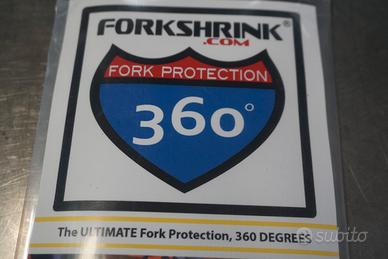 FORKSHRINK®
.COM
FORK PROTECTION
360°
The ULTIMATE Fork Protection, 360 DEGREES
subito